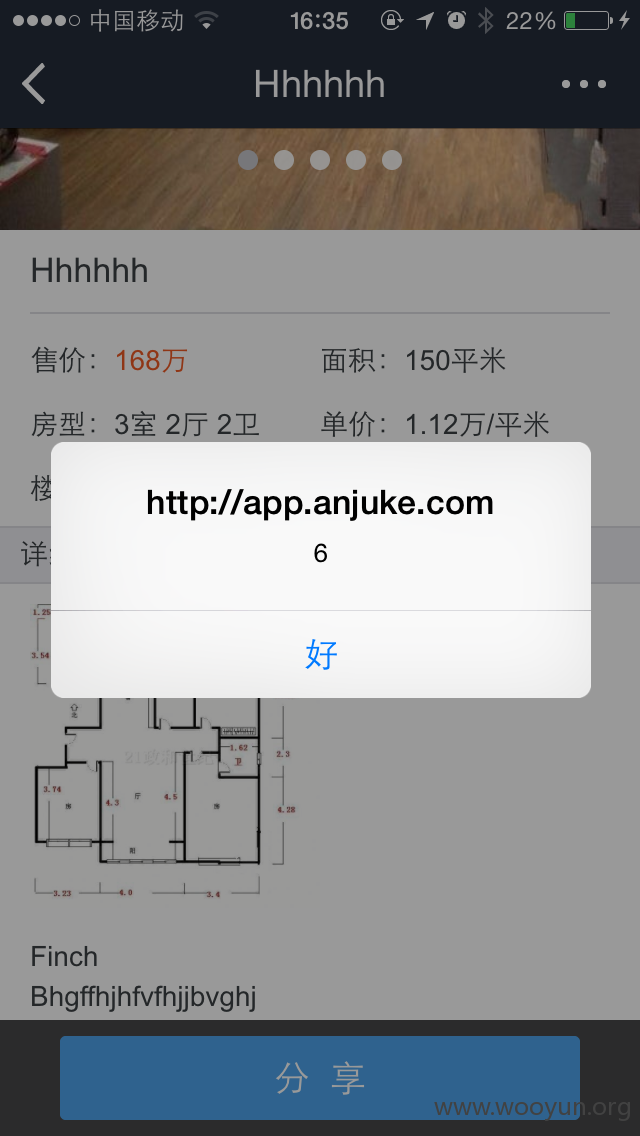 中国移动 16:35 22%
Hhhhhh
Hhhhhh
售价: 168万 面积: 150平米
房型: 3室 2厅 2卫 单价: 1.12万/平米
楼
http://app.anjuke.com
6
好
1.25
3.54
1.62
卫
2.3
3.74
4.3
厅
4.5
4.28
阳
3.23 4.0 3.4
Finch
Bhgffhjhfvfhjjbvghj
分 享
www.wooyun.org